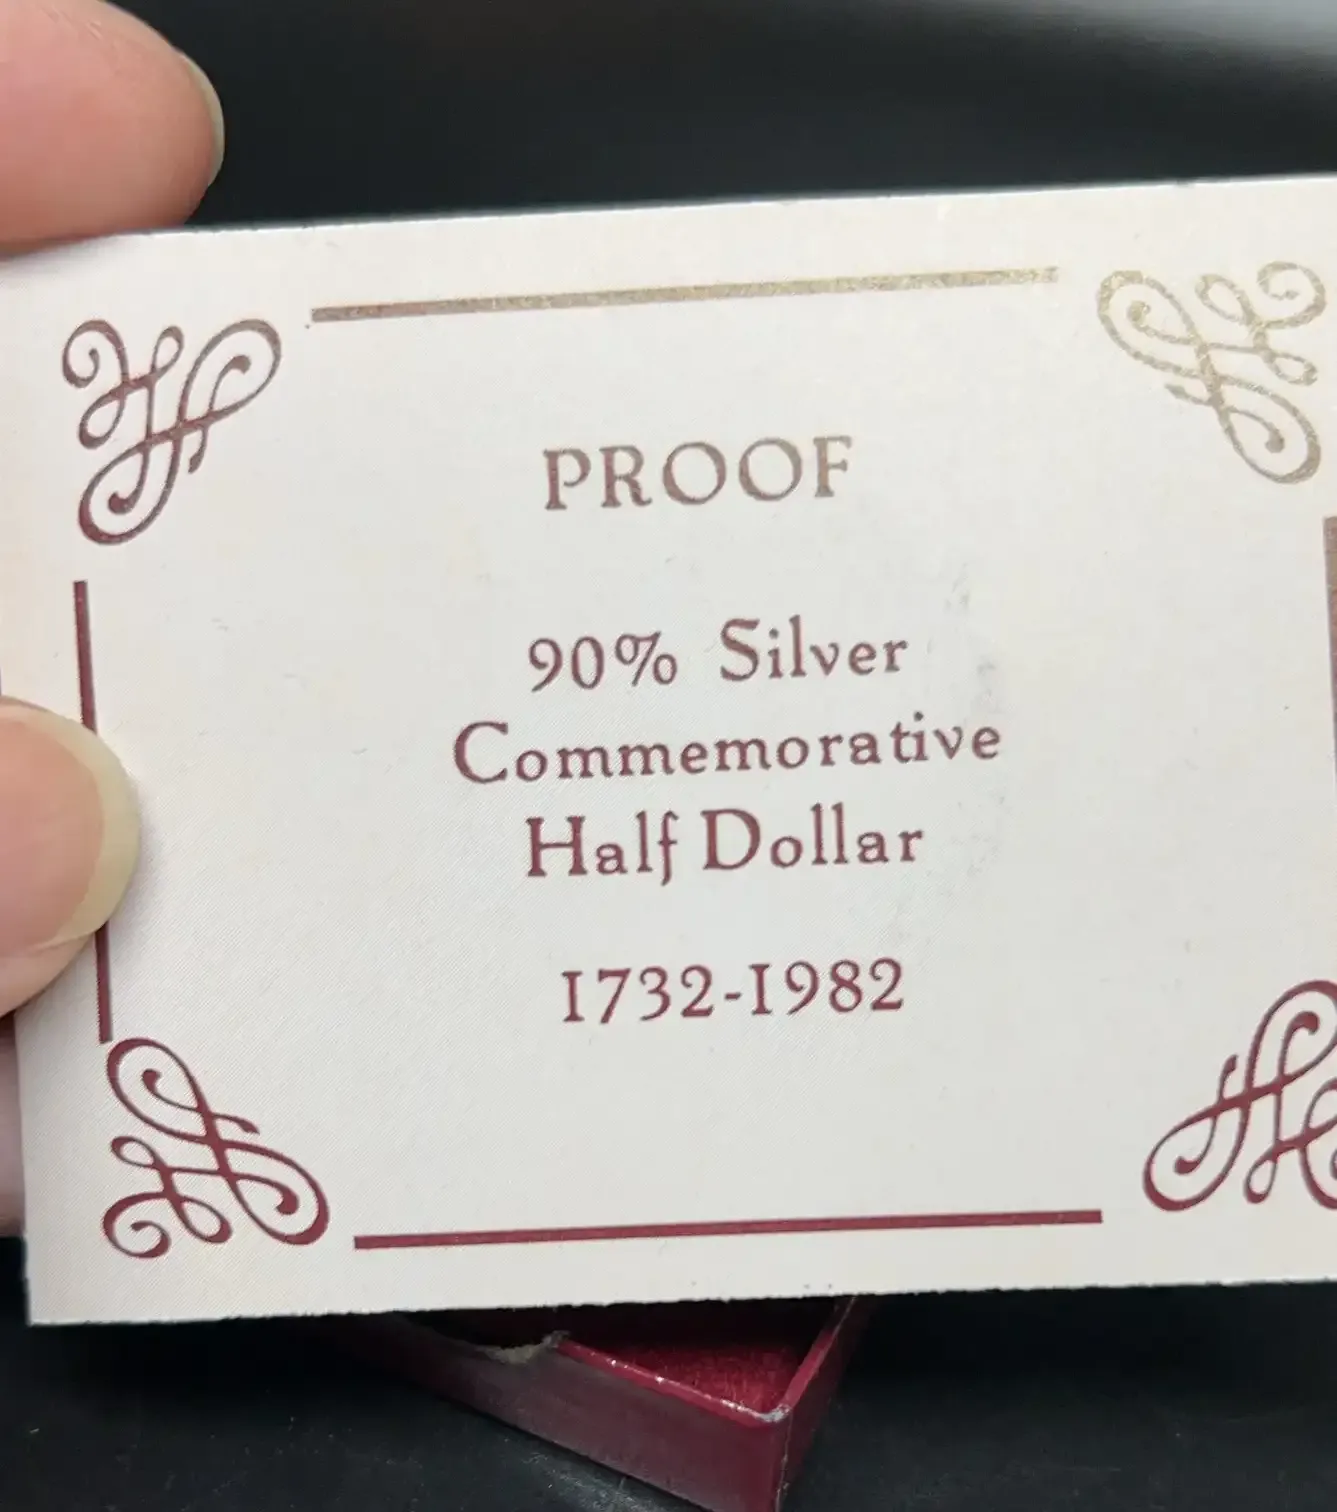 PROOF
90% Silver
Commemorative
Half Dollar
1732-1982